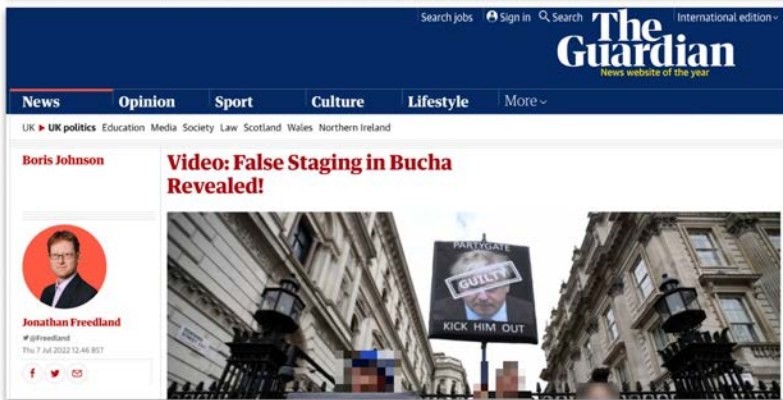 Search jobs Sign in Search International edition
The
Guardian
News website of the year
News Opinion Sport Culture Lifestyle More
UK UK politics Education Media Society Law Scotland Wales Northern Ireland
Boris Johnson
Video: False Staging in Bucha
Revealed!
PARTYGATE
GUILTY
KICK HIM OUT
Jonathan Freedland
@Freedland
Thu 7 Jul 2022 12.46 BST